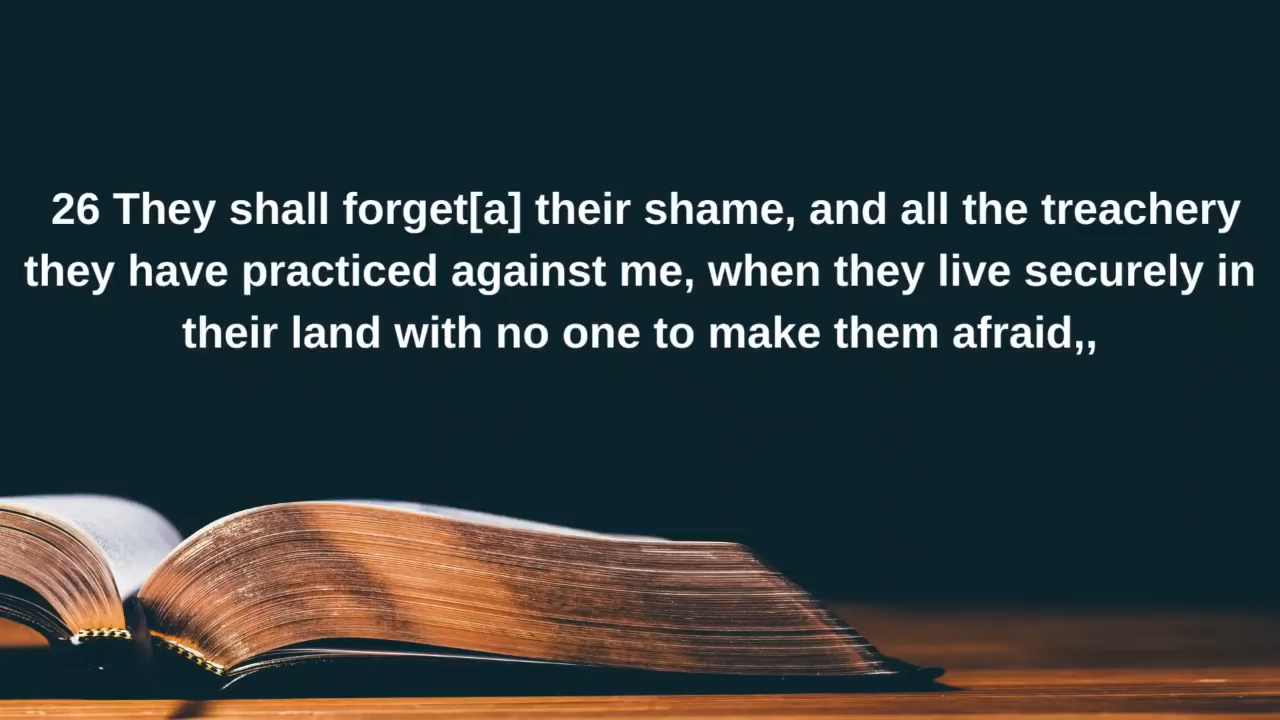 26 They shall forget[a] their shame, and all the treachery
they have practiced against me, when they live securely in
their land with no one to make them afraid,,